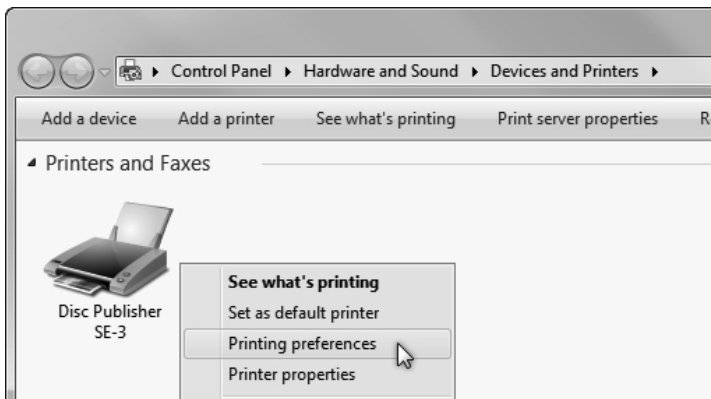 Control Panel Hardware and Sound Devices and Printers
Add a device Add a printer See what's printing Print server properties R
Printers and Faxes
Disc Publisher
SE-3
See what's printing
Set as default printer
Printing preferences
Printer properties